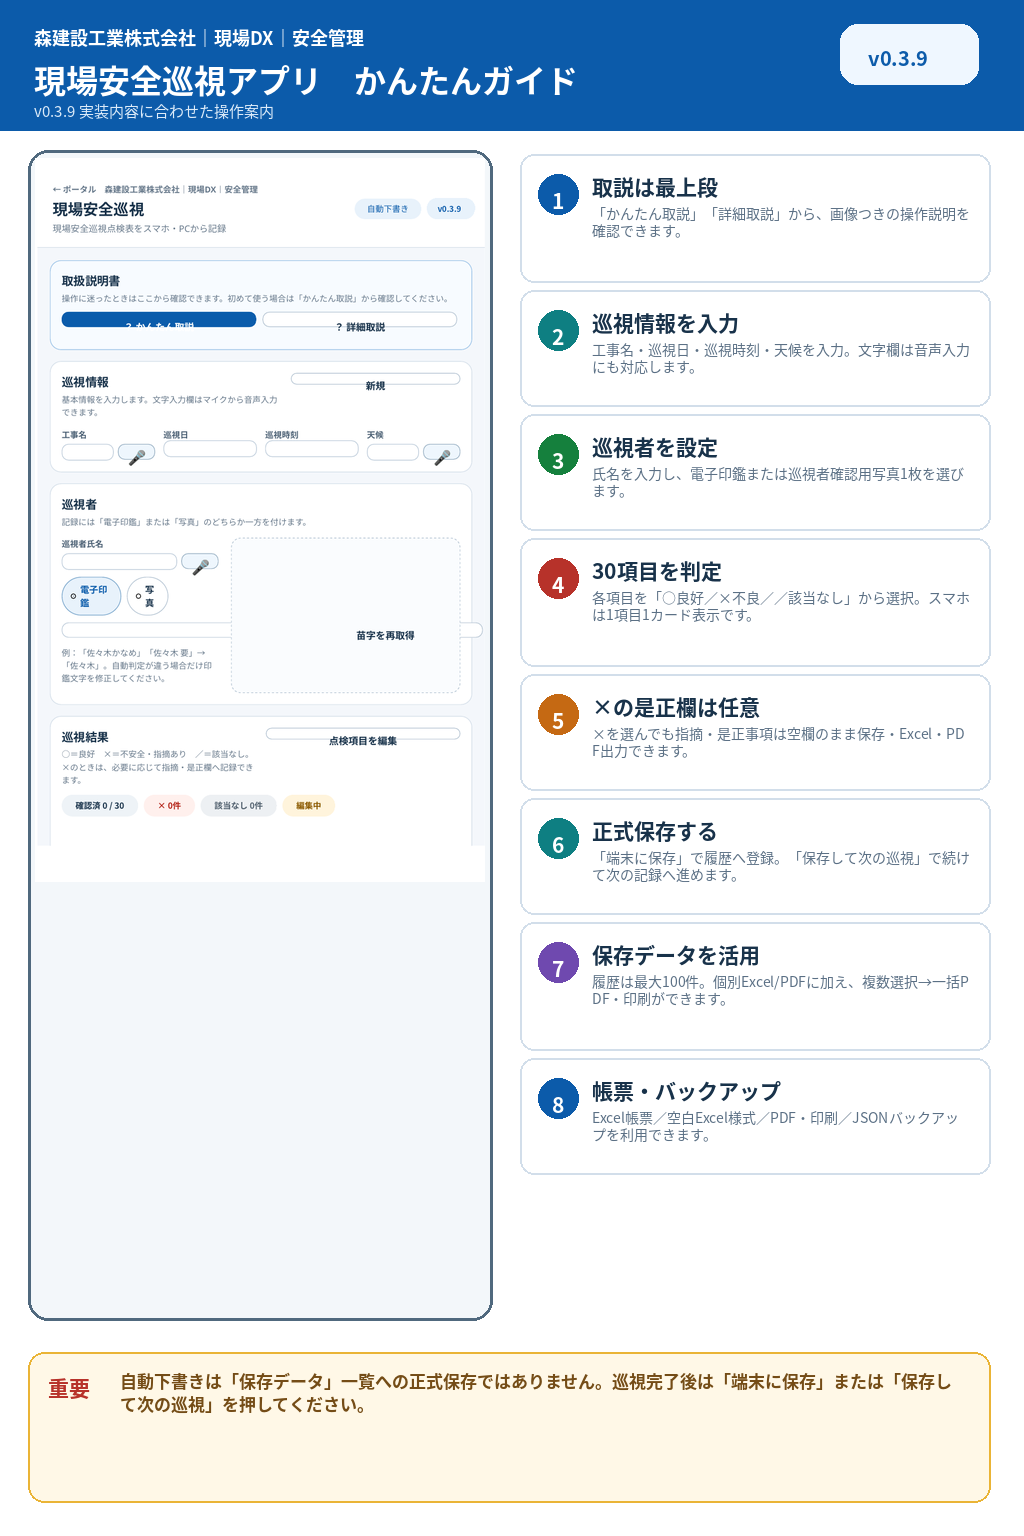 森建設工業株式会社｜現場DX｜安全管理
現場安全巡視アプリ　かんたんガイド
v0.3.9 実装内容に合わせた操作案内
v0.3.9
← ポータル　森建設工業株式会社｜現場DX｜安全管理
現場安全巡視
自動下書き
v0.3.9
現場安全巡視点検表をスマホ・PCから記録
取扱説明書
操作に迷ったときはここから確認できます。初めて使う場合は「かんたん取説」から確認してください。
？ かんたん取説
？ 詳細取説
巡視情報
新規
基本情報を入力します。文字入力欄はマイクから音声入力
できます。
工事名
巡視日
巡視時刻
天候
巡視者
記録には「電子印鑑」または「写真」のどちらか一方を付けます。
巡視者氏名
電子印
鑑
写
真
苗字を再取得
例：「佐々木かなめ」「佐々木 要」→
「佐々木」。自動判定が違う場合だけ印
鑑文字を修正してください。
巡視結果
点検項目を編集
○＝良好　×＝不安全・指摘あり　／＝該当なし。
×のときは、必要に応じて指摘・是正欄へ記録でき
ます。
確認済 0 / 30
× 0件
該当なし 0件
編集中
1
取説は最上段
「かんたん取説」「詳細取説」から、画像つきの操作説明を
確認できます。
2
巡視情報を入力
工事名・巡視日・巡視時刻・天候を入力。文字欄は音声入力
にも対応します。
3
巡視者を設定
氏名を入力し、電子印鑑または巡視者確認用写真1枚を選び
ます。
4
30項目を判定
各項目を「○良好／×不良／／該当なし」から選択。スマホ
は1項目1カード表示です。
5
×の是正欄は任意
×を選んでも指摘・是正事項は空欄のまま保存・Excel・PD
F出力できます。
6
正式保存する
「端末に保存」で履歴へ登録。「保存して次の巡視」で続け
て次の記録へ進めます。
7
保存データを活用
履歴は最大100件。個別Excel/PDFに加え、複数選択→一括P
DF・印刷ができます。
8
帳票・バックアップ
Excel帳票／空白Excel様式／PDF・印刷／JSONバックアッ
プを利用できます。
重要
自動下書きは「保存データ」一覧への正式保存ではありません。巡視完了後は「端末に保存」または「保存し
て次の巡視」を押してください。